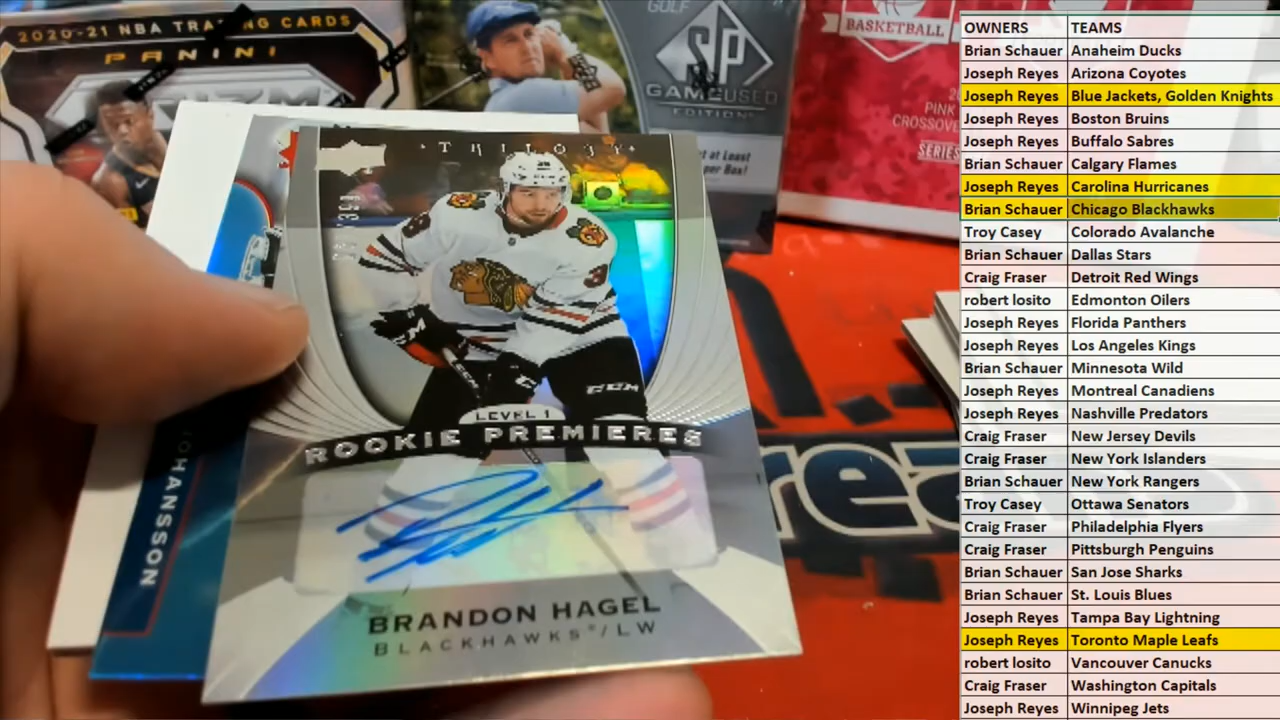 2020-21 NBA TRADING CARDS
PANINI
GOLF
SP
GAME USED
EDITION
BASKETBALL
PINK
CROSSOVE
SERIES
at Least
per Box!
TRILOGY
LEVEL 1
ROOKIE PREMIERES
BRANDON HAGEL
BLACKHAWKS/LW
JOHANSSON
CCM
OWNERS TEAMS
Brian Schauer Anaheim Ducks
Joseph Reyes Arizona Coyotes
Joseph Reyes Blue Jackets, Golden Knights
Joseph Reyes Boston Bruins
Joseph Reyes Buffalo Sabres
Brian Schauer Calgary Flames
Joseph Reyes Carolina Hurricanes
Brian Schauer Chicago Blackhawks
Troy Casey Colorado Avalanche
Brian Schauer Dallas Stars
Craig Fraser Detroit Red Wings
robert losito Edmonton Oilers
Joseph Reyes Florida Panthers
Joseph Reyes Los Angeles Kings
Brian Schauer Minnesota Wild
Joseph Reyes Montreal Canadiens
Joseph Reyes Nashville Predators
Craig Fraser New Jersey Devils
Craig Fraser New York Islanders
Brian Schauer New York Rangers
Troy Casey Ottawa Senators
Craig Fraser Philadelphia Flyers
Craig Fraser Pittsburgh Penguins
Brian Schauer San Jose Sharks
Brian Schauer St. Louis Blues
Joseph Reyes Tampa Bay Lightning
Joseph Reyes Toronto Maple Leafs
robert losito Vancouver Canucks
Craig Fraser Washington Capitals
Joseph Reyes Winnipeg Jets